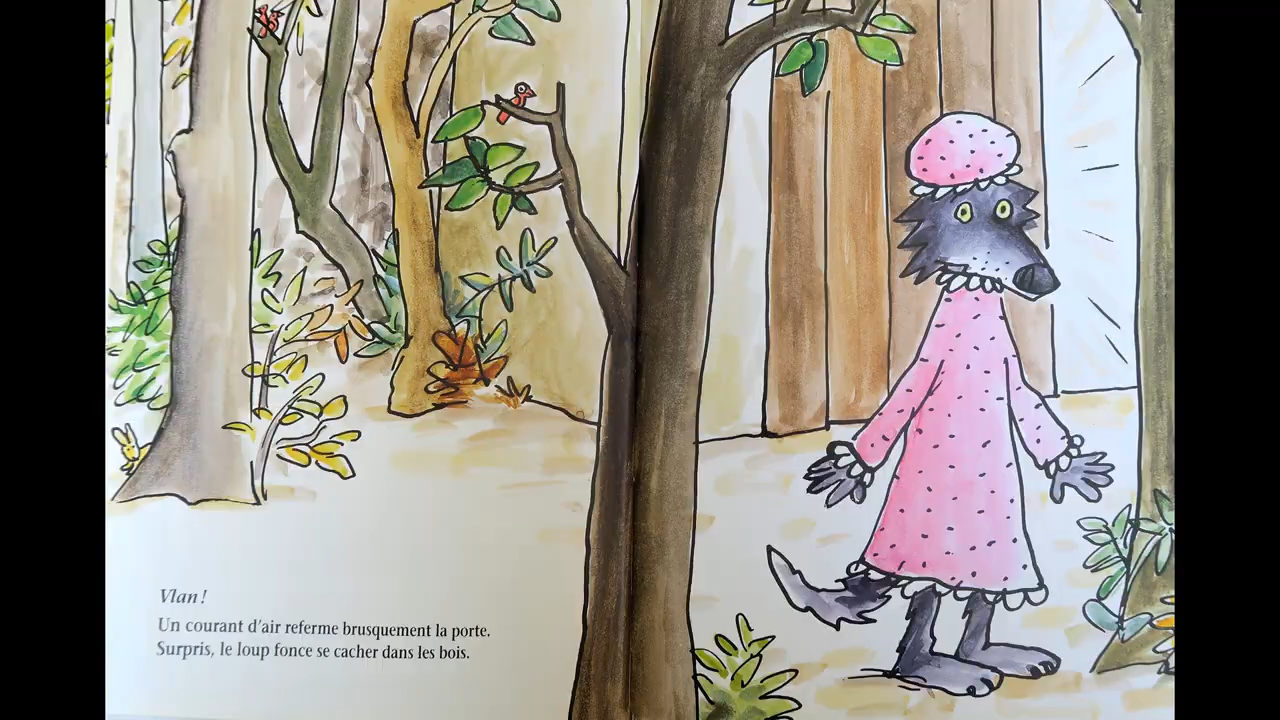 Vlan !
Un courant d'air referme brusquement la porte.
Surpris, le loup fonce se cacher dans les bois.